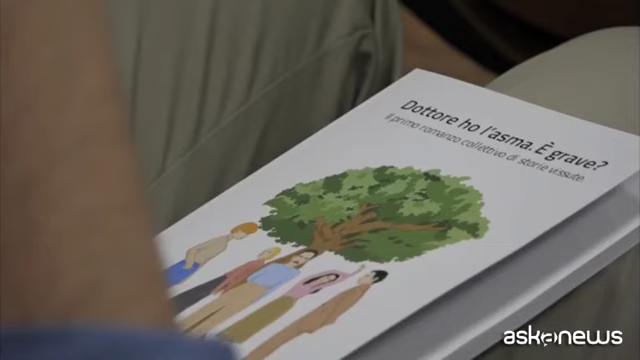 Dottore ho l'asma. È grave?
Il primo romanzo collettivo di storie vissute.
askanews